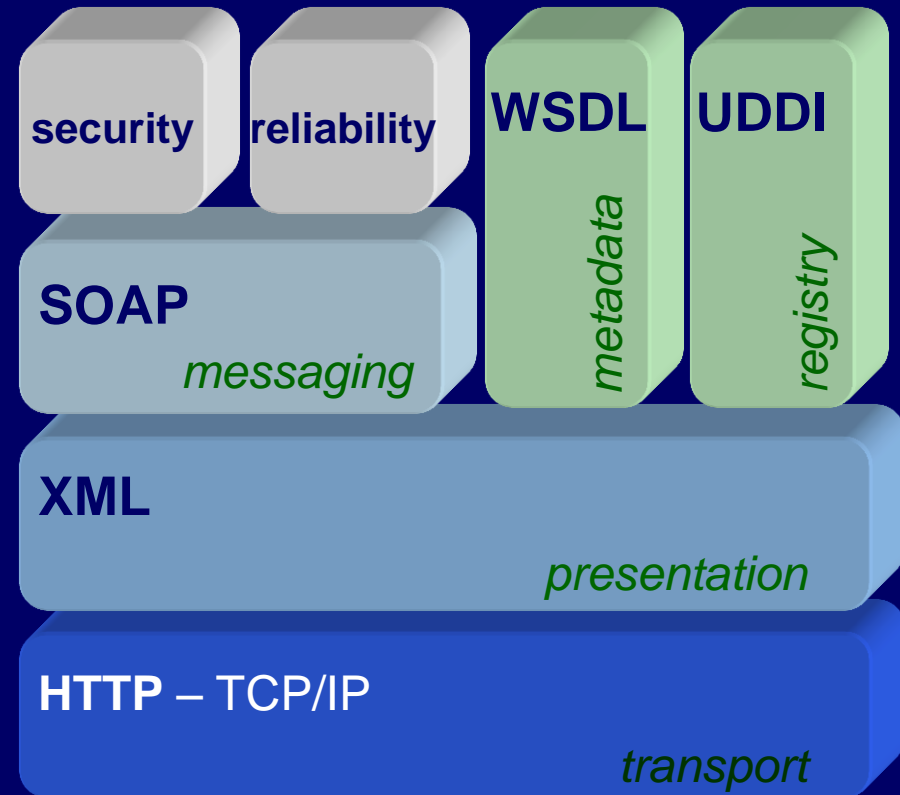 security
reliability
WSDL
metadata
UDDI
registry
SOAP
messaging
XML
presentation
HTTP – TCP/IP
transport